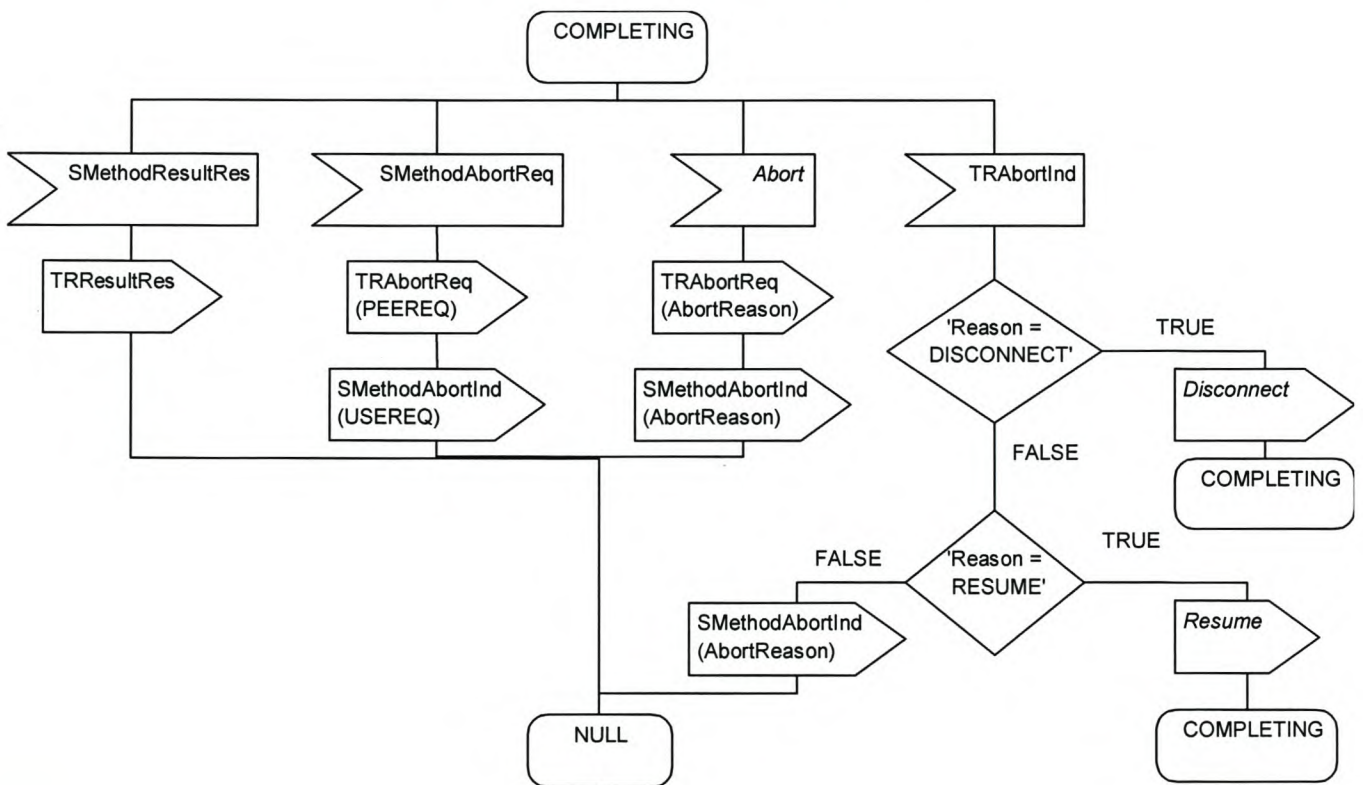 COMPLETING
SMethodResultRes
SMethodAbortReq
Abort
TRAbortInd
TRResultRes
TRAbortReq
(PEEREQ)
TRAbortReq
(AbortReason)
'Reason =
DISCONNECT'
TRUE
SMethodAbortInd
(USEREQ)
SMethodAbortInd
(AbortReason)
Disconnect
FALSE
COMPLETING
FALSE
'Reason =
RESUME'
TRUE
SMethodAbortInd
(AbortReason)
Resume
NULL
COMPLETING